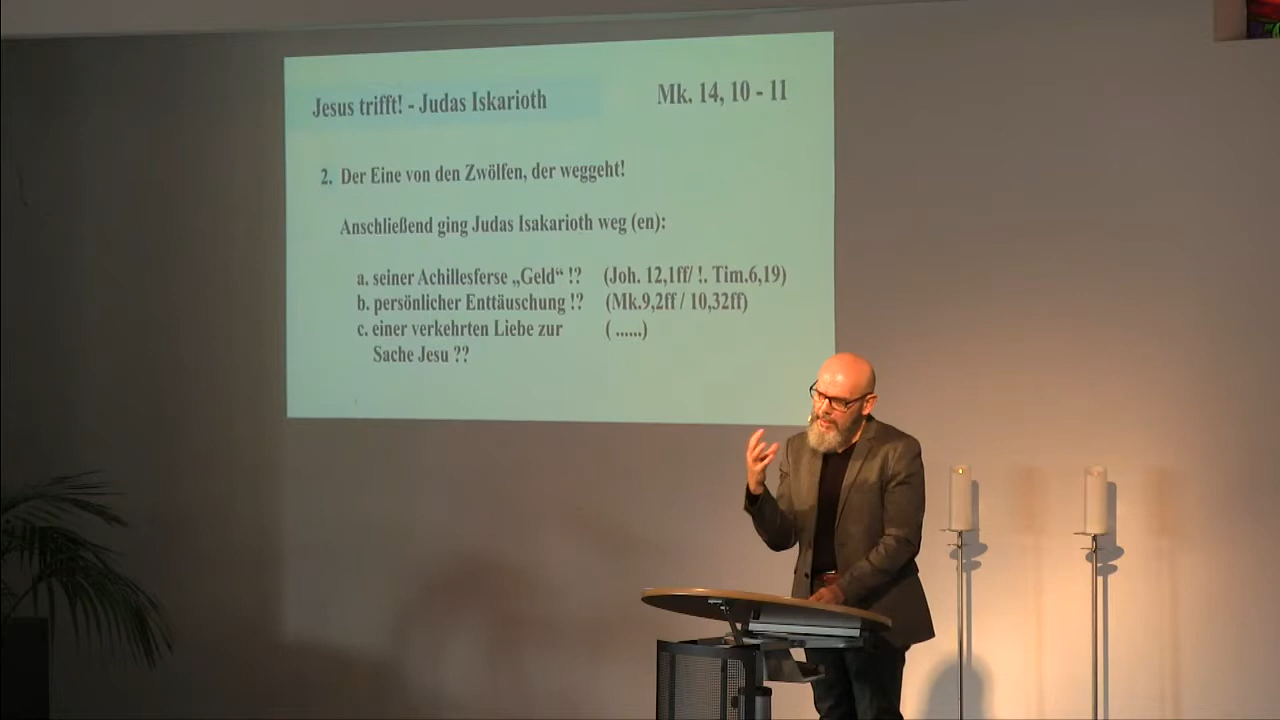 Jesus trifft! - Judas Iskarioth Mk. 14, 10 - 11
2. Der Eine von den Zwölfen, der weggeht!
Anschließend ging Judas Isakarioth weg (en):
a. seiner Achillesferse „Geld“ !? (Joh. 12,1ff/ !. Tim.6,19)
b. persönlicher Enttäuschung !? (Mk.9,2ff / 10,32ff)
c. einer verkehrten Liebe zur ( ......)
Sache Jesu ??